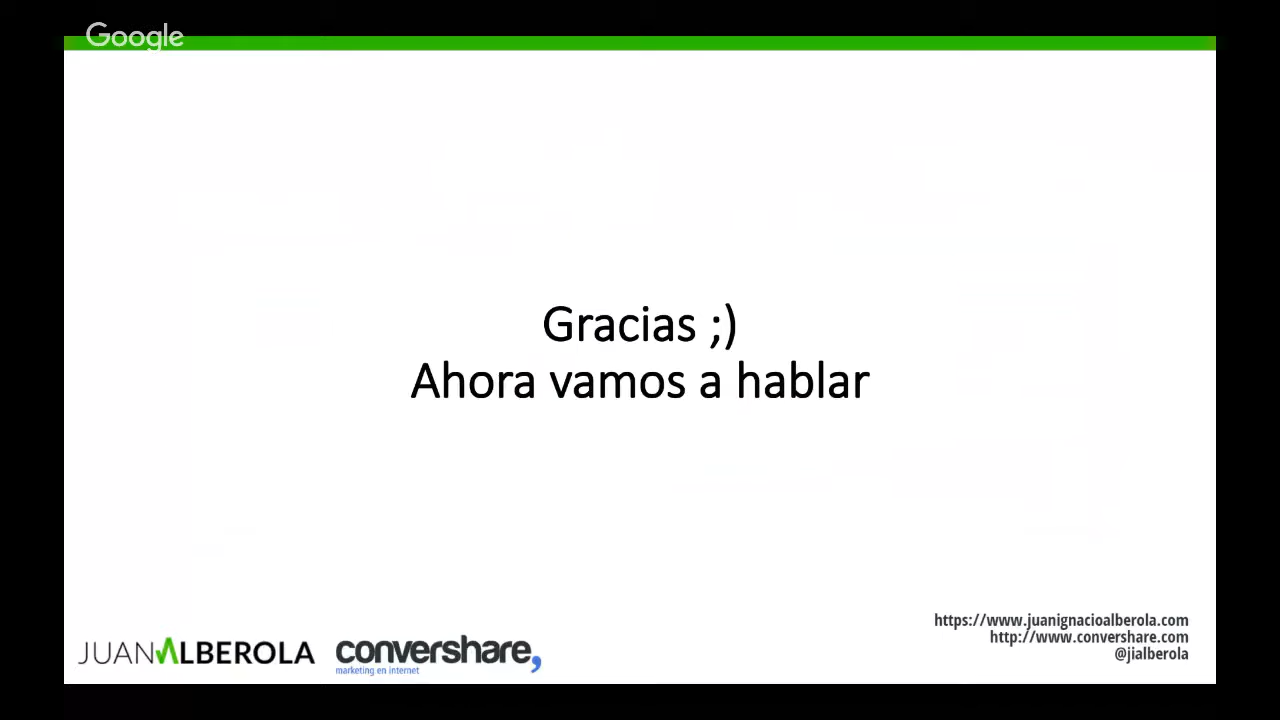 Google
Gracias ;)
Ahora vamos a hablar
https://www.juanignacioalberola.com
http://www.convershare.com
@jialberola
JUANALBEROLA
convershare,
marketing en internet